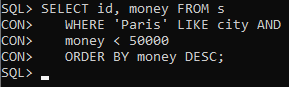 SQL> SELECT id, money FROM s
CON>    WHERE 'Paris' LIKE city AND
CON>    money < 50000
CON>    ORDER BY money DESC;
SQL>